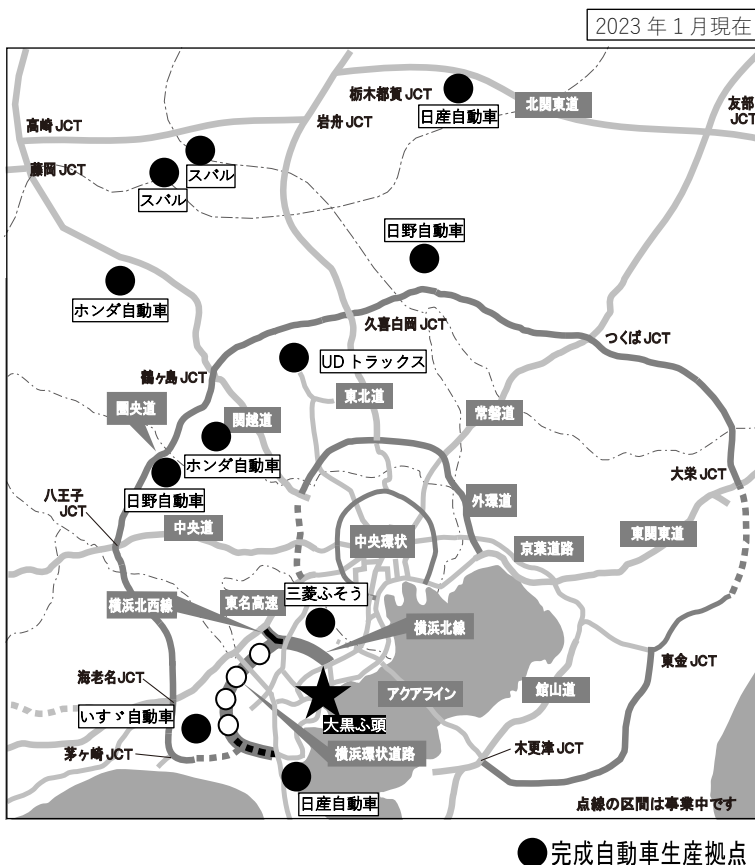 2023年1月現在
栃木都賀JCT
日産自動車
北関東道
友部
JCT
高崎JCT
岩舟JCT
藤岡JCT
スバル
スバル
日野自動車
ホンダ自動車
久喜白岡JCT
つくばJCT
UDトラックス
鶴ヶ島JCT
東北道
圏央道
関越道
常磐道
ホンダ自動車
日野自動車
大栄JCT
八王子
JCT
外環道
中央道
中央環状
京葉道路
東関東道
三菱ふそう
横浜北西線
東名高速
横浜北線
東金JCT
海老名JCT
アクアライン
館山道
いすゞ自動車
大黒ふ頭
茅ヶ崎JCT
横浜環状道路
木更津JCT
日産自動車
点線の区間は事業中です
●完成自動車生産拠点